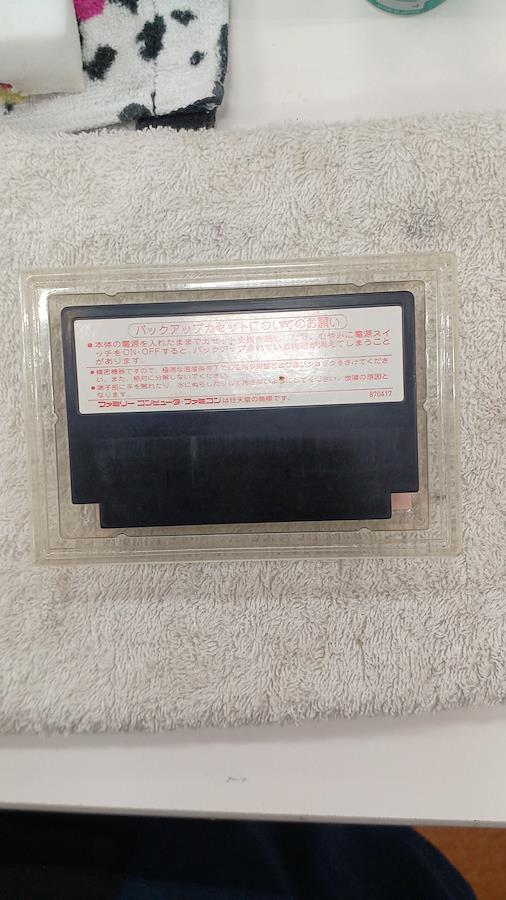 バックアップカセットについてのお願い
●本体の電源を入れたままでカセットを抜き差ししたり、むやみに電源スイ
ッチをON・OFFすると、バックアップされている内容が消えてしまうこと
があります。
●精密機器ですので、極端な温度条件下での使用や保管および強いショックをさけてくださ
い。また、絶対に分解しないでください。
●端子部に手を触れたり、水にぬらしたりして汚さないようにしてください。故障の原因と
なります。
ファミリー コンピュータ・ファミコンは任天堂の商標です。
870417